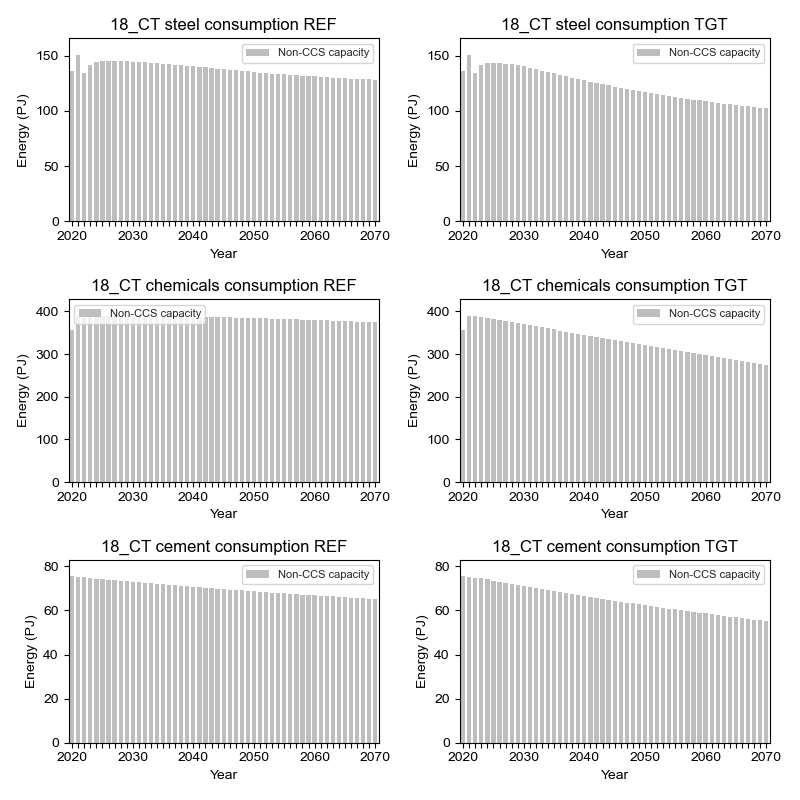 18_CT steel consumption REF
Non-CCS capacity
Energy (PJ)
150
100
50
0
2020 2030 2040 2050 2060 2070
Year
18_CT steel consumption TGT
Non-CCS capacity
Energy (PJ)
150
100
50
0
2020 2030 2040 2050 2060 2070
Year
18_CT chemicals consumption REF
Non-CCS capacity
Energy (PJ)
400
300
200
100
0
2020 2030 2040 2050 2060 2070
Year
18_CT chemicals consumption TGT
Non-CCS capacity
Energy (PJ)
400
300
200
100
0
2020 2030 2040 2050 2060 2070
Year
18_CT cement consumption REF
Non-CCS capacity
Energy (PJ)
80
60
40
20
0
2020 2030 2040 2050 2060 2070
Year
18_CT cement consumption TGT
Non-CCS capacity
Energy (PJ)
80
60
40
20
0
2020 2030 2040 2050 2060 2070
Year